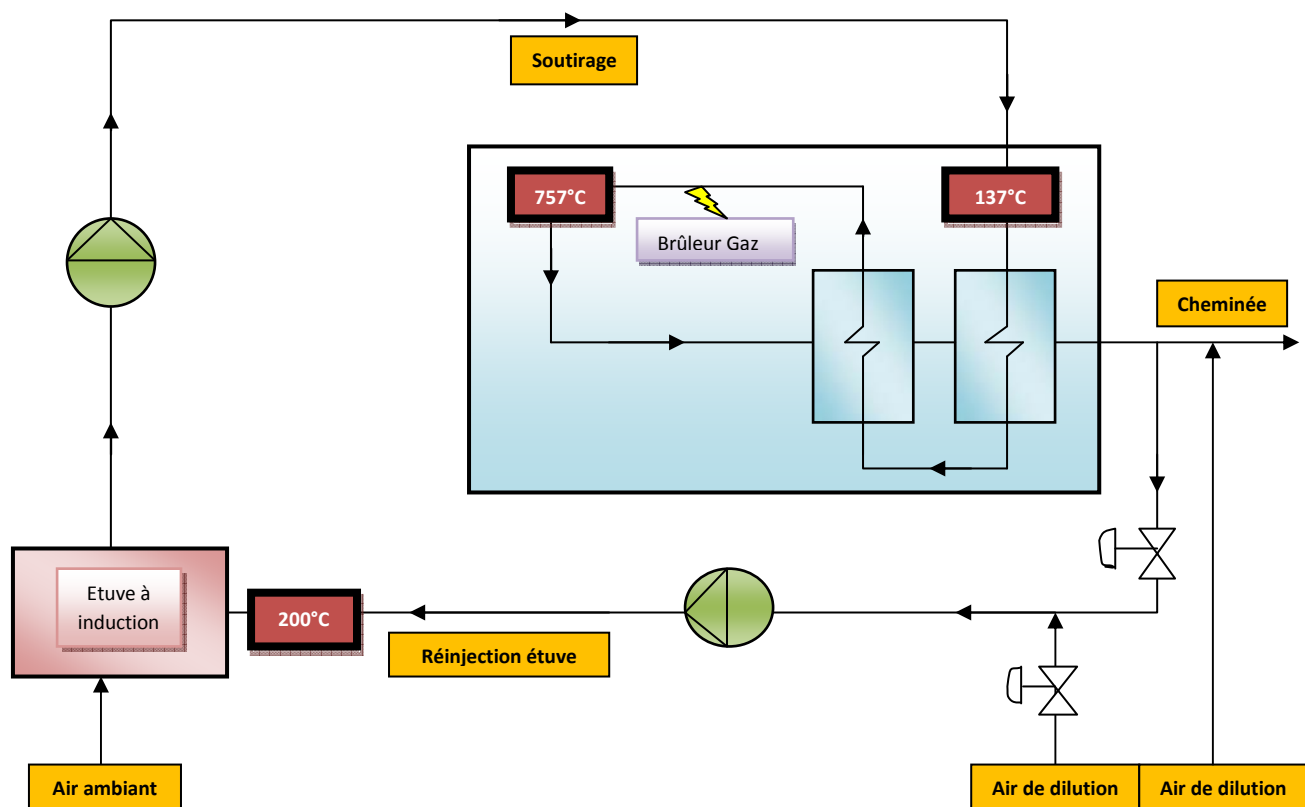 Soutirage
757°C
137°C
Brûleur Gaz
Cheminée
Etuve à
induction
200°C
Réinjection étuve
Air ambiant
Air de dilution
Air de dilution